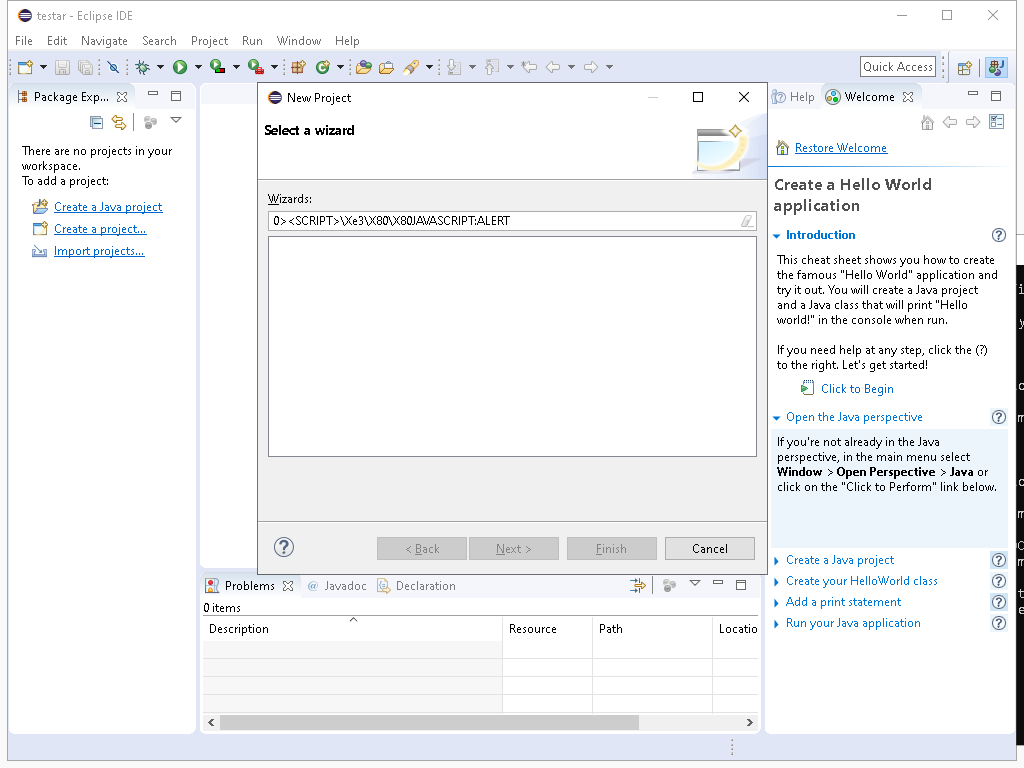 testar - Eclipse IDE
File Edit Navigate Search Project Run Window Help
Quick Access
Package Exp...
There are no projects in your
workspace.
To add a project:
Create a Java project
Create a project...
Import projects...
New Project
Select a wizard
Wizards:
0><SCRIPT>\Xe3\X80\X80JAVASCRIPT:ALERT
< Back
Next >
Finish
Cancel
Problems
@ Javadoc
Declaration
0 items
Description
Resource
Path
Locatio
Help
Welcome
Restore Welcome
Create a Hello World
application
Introduction
This cheat sheet shows you how to create
the famous "Hello World" application and
try it out. You will create a Java project
and a Java class that will print "Hello
world!" in the console when run.
If you need help at any step, click the (?)
to the right. Let's get started!
Click to Begin
Open the Java perspective
If you're not already in the Java
perspective, in the main menu select
Window > Open Perspective > Java or
click on the "Click to Perform" link below.
Create a Java project
Create your HelloWorld class
Add a print statement
Run your Java application